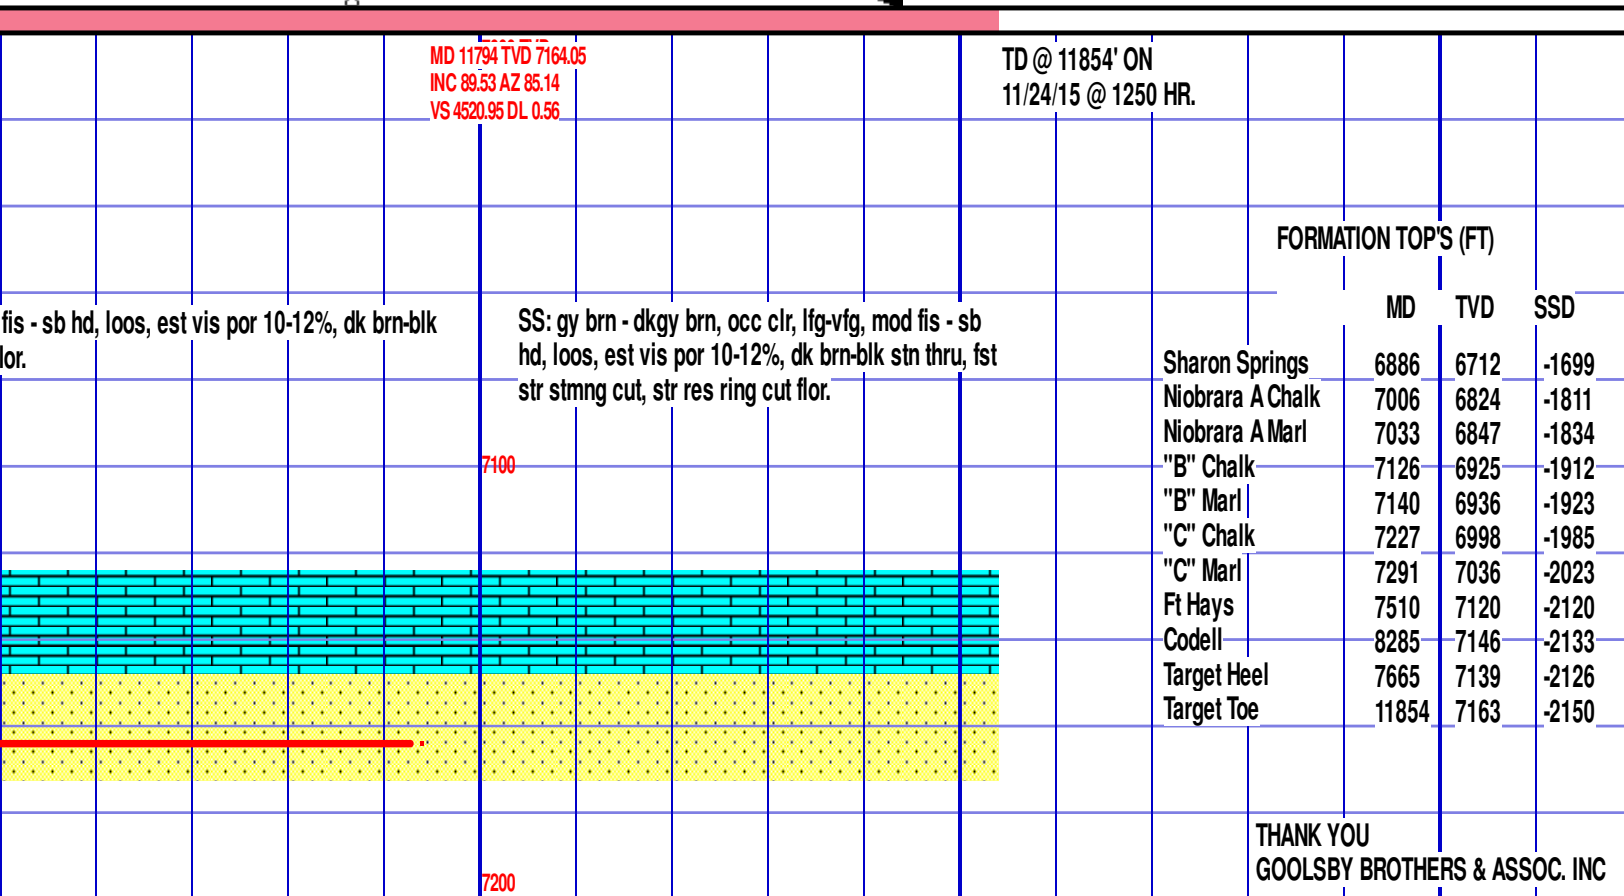 MD 11794 TVD 7164.05
INC 89.53 AZ 85.14
VS 4520.95 DL 0.56
TD @ 11854' ON
11/24/15 @ 1250 HR.
fis - sb hd, loos, est vis por 10-12%, dk brn-blk
lor.
SS: gy brn - dkgy brn, occ clr, lfg-vfg, mod fis - sb
hd, loos, est vis por 10-12%, dk brn-blk stn thru, fst
str stmng cut, str res ring cut flor.
7100
7200
FORMATION TOP'S (FT)
MD TVD SSD
Sharon Springs 6886 6712 -1699
Niobrara A Chalk 7006 6824 -1811
Niobrara A Marl 7033 6847 -1834
"B" Chalk 7126 6925 -1912
"B" Marl 7140 6936 -1923
"C" Chalk 7227 6998 -1985
"C" Marl 7291 7036 -2023
Ft Hays 7510 7120 -2120
Codell 8285 7146 -2133
Target Heel 7665 7139 -2126
Target Toe 11854 7163 -2150
THANK YOU
GOOLSBY BROTHERS & ASSOC. INC